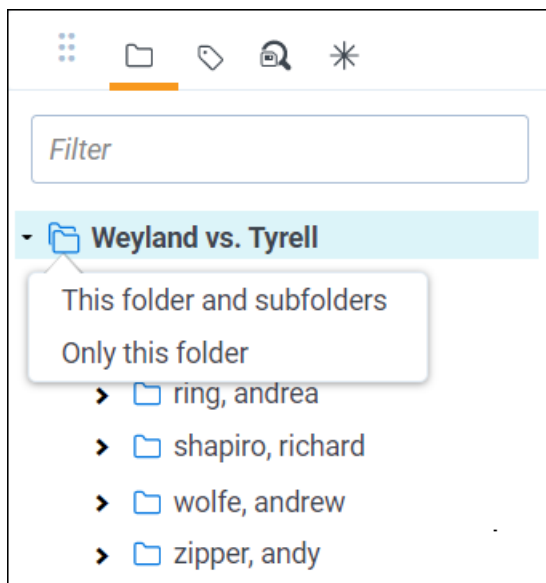 Filter
Weyland vs. Tyrell
This folder and subfolders
Only this folder
ring, andrea
shapiro, richard
wolfe, andrew
zipper, andy